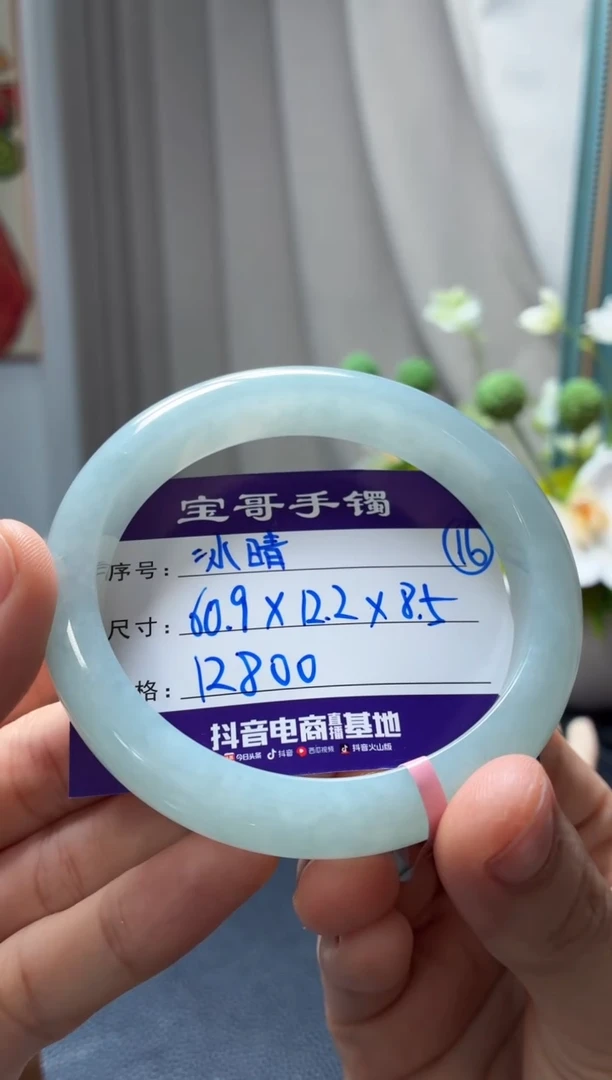 宝哥手镯
序号: 冰晴 16
尺寸: 60.9×12.2×8.5
格: 12800
抖音电商直播基地
今日头条 抖音 西瓜视频 抖音火山版